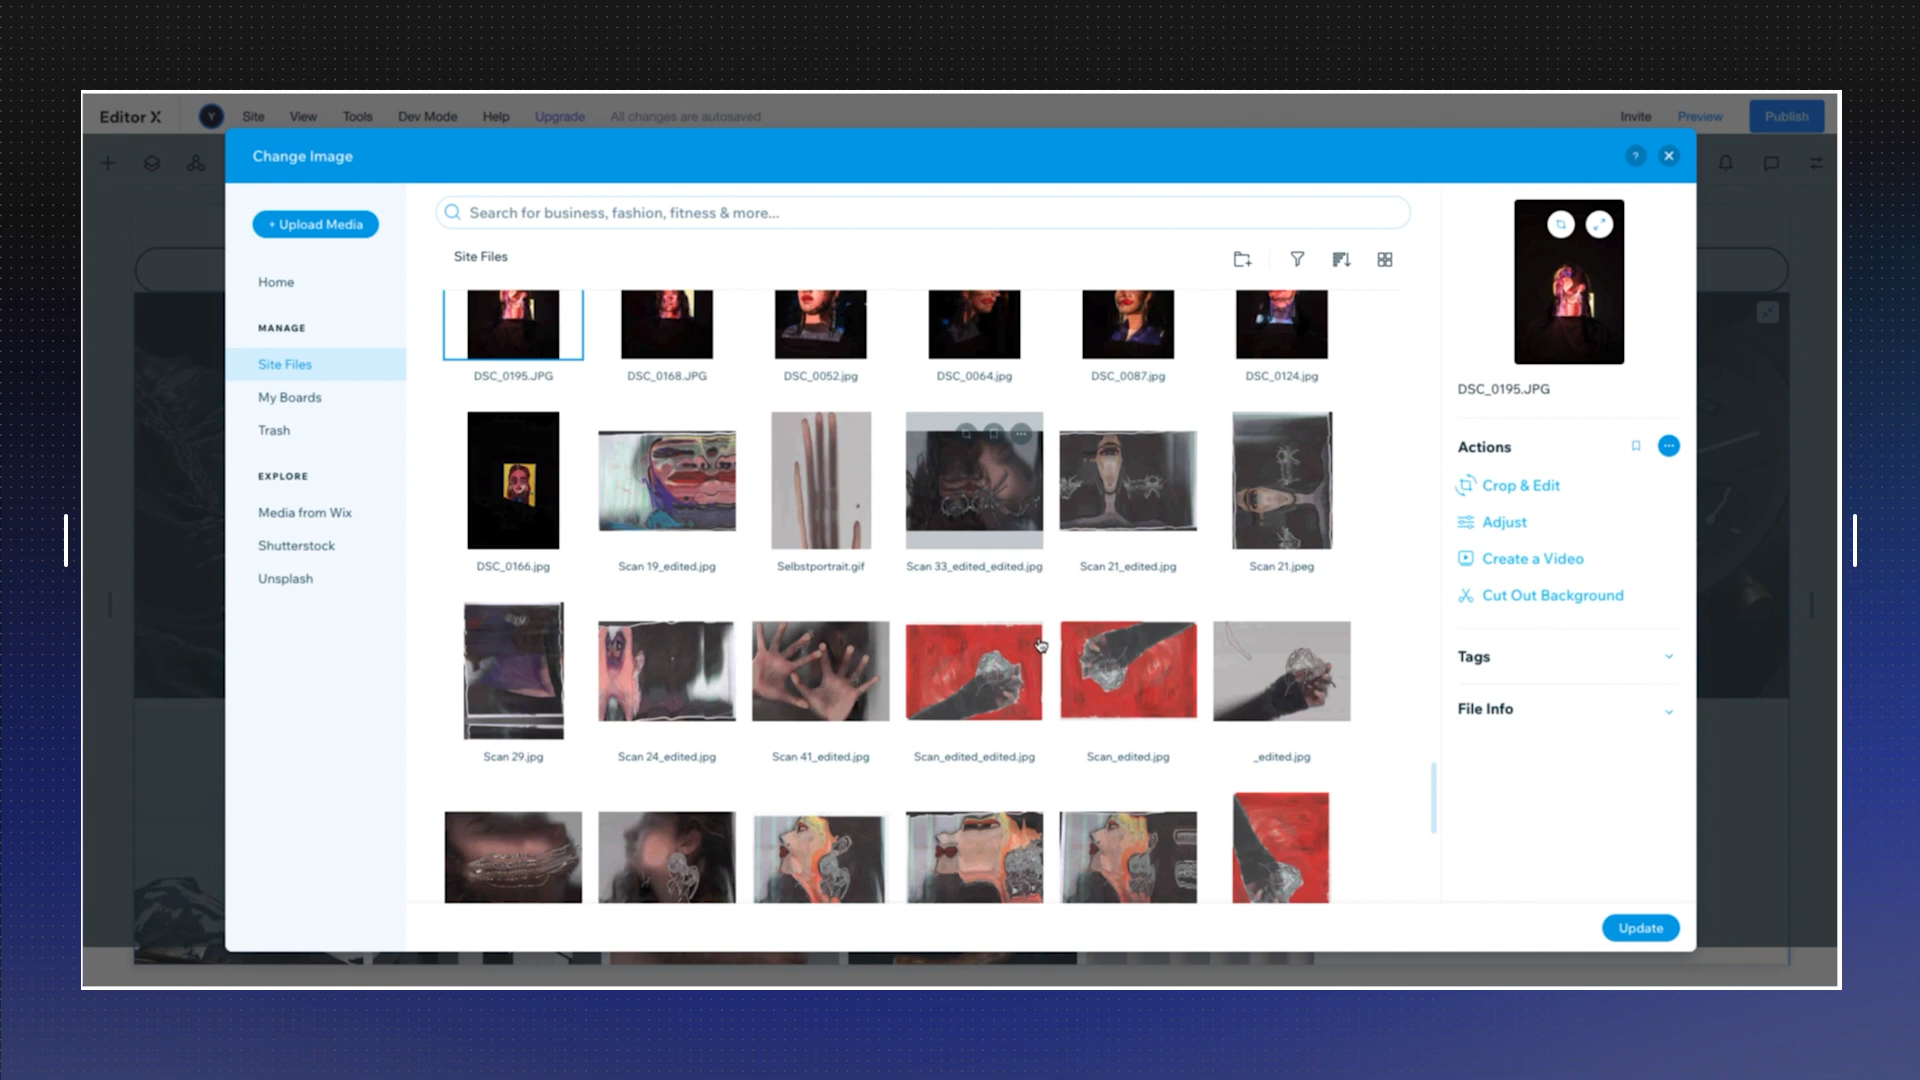 Editor X
Y
Site
View
Tools
Dev Mode
Help
Upgrade
All changes are autosaved
Invite
Preview
Publish
Change Image
?
+ Upload Media
Home
MANAGE
Site Files
My Boards
Trash
EXPLORE
Media from Wix
Shutterstock
Unsplash
Search for business, fashion, fitness & more...
Site Files
DSC_0195.JPG
DSC_0168.JPG
DSC_0052.jpg
DSC_0064.jpg
DSC_0087.jpg
DSC_0124.jpg
DSC_0166.jpg
Scan 19_edited.jpg
Selbstportrait.gif
Scan 33_edited_edited.jpg
Scan 21_edited.jpg
Scan 21.jpeg
Scan 29.jpg
Scan 24_edited.jpg
Scan 41_edited.jpg
Scan_edited_edited.jpg
Scan_edited.jpg
_edited.jpg
DSC_0195.JPG
Actions
Crop & Edit
Adjust
Create a Video
Cut Out Background
Tags
File Info
Update